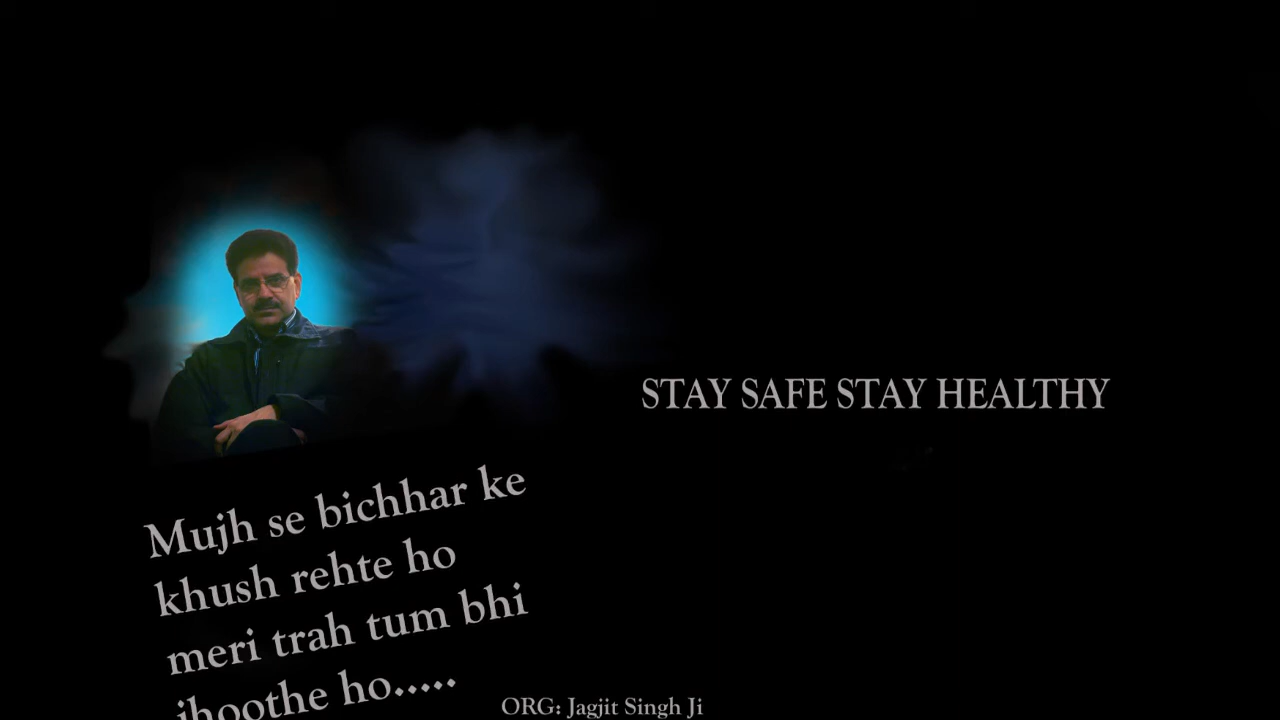 STAY SAFE STAY HEALTHY
Mujh se bichhar ke
khush rehte ho
meri trah tum bhi
jhoothe ho.....
ORG: Jagjit Singh Ji